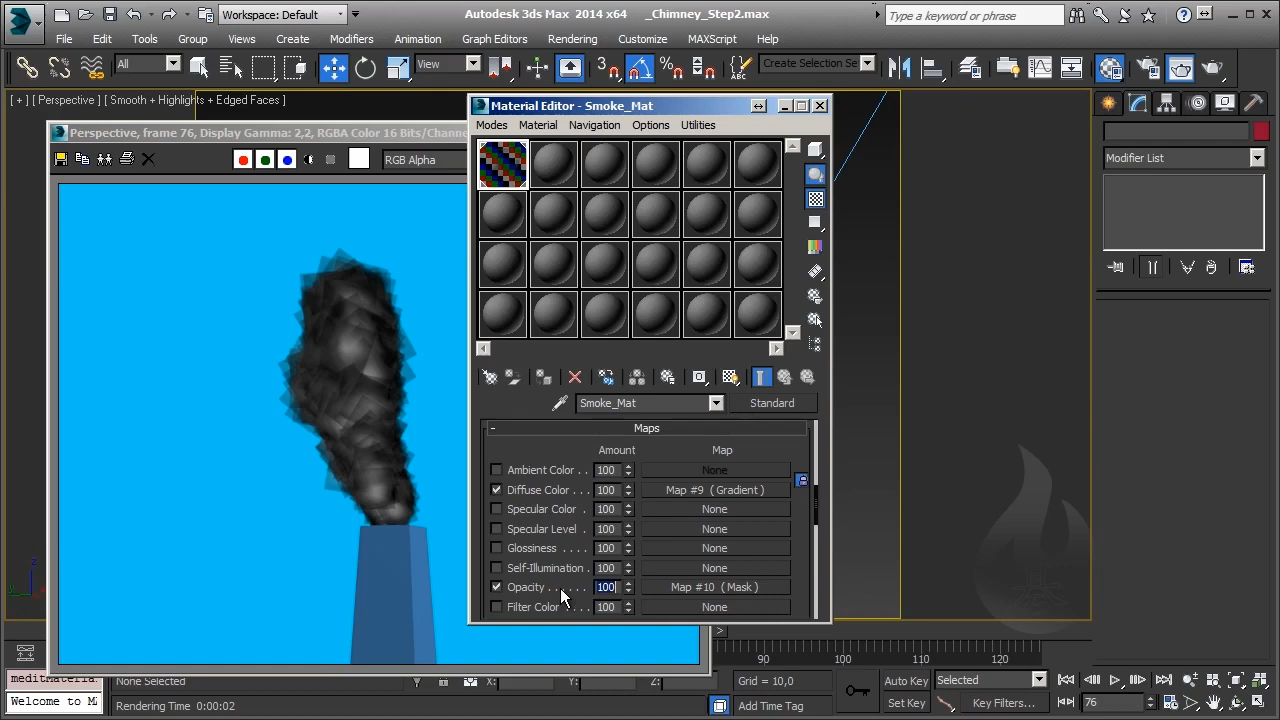 Workspace: Default
Autodesk 3ds Max 2014 x64 _Chimney_Step2.max
Type a keyword or phrase
File Edit Tools Group Views Create Modifiers Animation Graph Editors Rendering Customize MAXScript Help
All
View
3
Create Selection Se
[ + ] [ Perspective ] [ Smooth + Highlights + Edged Faces ]
Perspective, frame 76, Display Gamma: 2,2, RGBA Color 16 Bits/Channe
RGB Alpha
Material Editor - Smoke_Mat
Modes Material Navigation Options Utilities
Modifier List
Smoke_Mat
Standard
- Maps
Amount Map
Ambient Color . . 100 None
Diffuse Color . . . 100 Map #9 ( Gradient )
Specular Color . 100 None
Specular Level . 100 None
Glossiness . . . . 100 None
Self-Illumination . 100 None
Opacity . . . . . . 100 Map #10 ( Mask )
Filter Color . . . . 100 None
z
y
90 100 110 120
None Selected
X: Y: Z:
Grid = 10,0
Auto Key
Selected
Welcome to MA
Rendering Time: 0:00:02
Add Time Tag
Set Key
Key Filters...
76